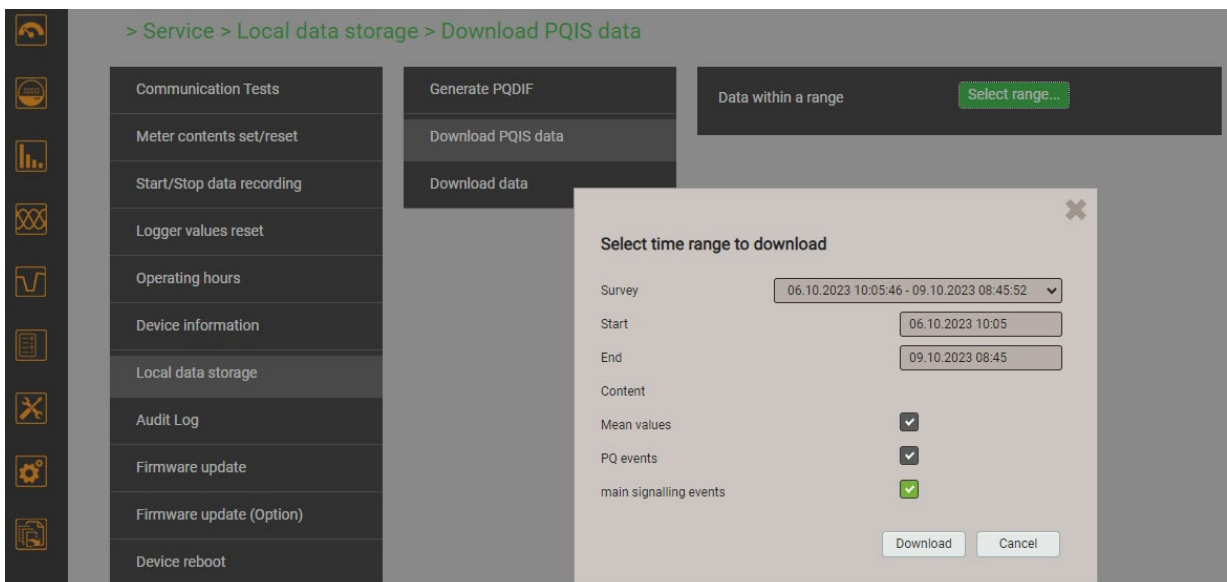 > Service > Local data storage > Download PQIS data
Communication Tests
Meter contents set/reset
Start/Stop data recording
Logger values reset
Operating hours
Device information
Local data storage
Audit Log
Firmware update
Firmware update (Option)
Device reboot
Generate PQDIF
Download PQIS data
Download data
Data within a range
Select range...
Select time range to download
Survey 06.10.2023 10:05:46 - 09.10.2023 08:45:52
Start 06.10.2023 10:05
End 09.10.2023 08:45
Content
Mean values
PQ events
main signalling events
Download Cancel